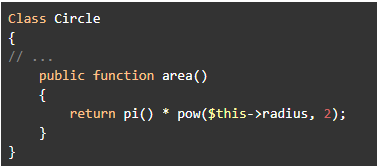 Class Circle
{
// ...
    public function area()
    {
        return pi() * pow($this->radius, 2);
    }
}